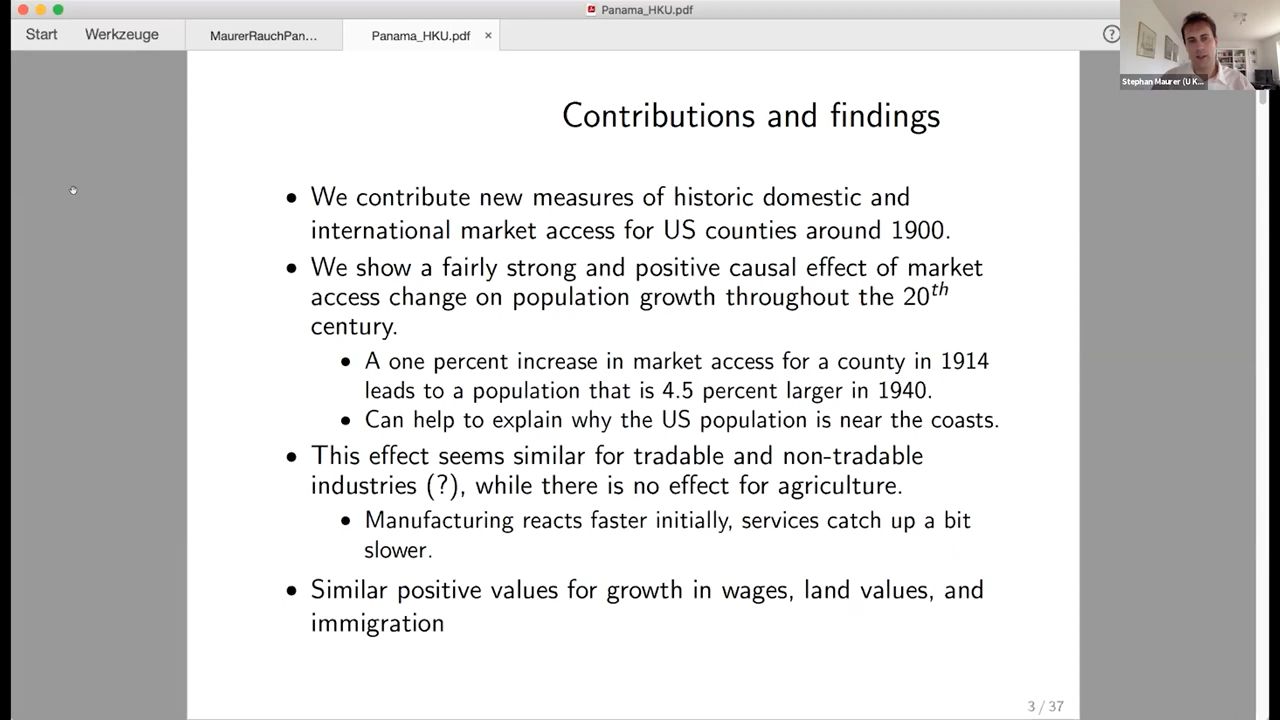 Panama_HKU.pdf
Start
Werkzeuge
MaurerRauchPan...
Panama_HKU.pdf
×
?
Stephan Maurer (U K...
Contributions and findings
• We contribute new measures of historic domestic and
international market access for US counties around 1900.
• We show a fairly strong and positive causal effect of market
access change on population growth throughout the 20th
century.
• A one percent increase in market access for a county in 1914
leads to a population that is 4.5 percent larger in 1940.
• Can help to explain why the US population is near the coasts.
• This effect seems similar for tradable and non-tradable
industries (?), while there is no effect for agriculture.
• Manufacturing reacts faster initially, services catch up a bit
slower.
• Similar positive values for growth in wages, land values, and
immigration
3 / 37